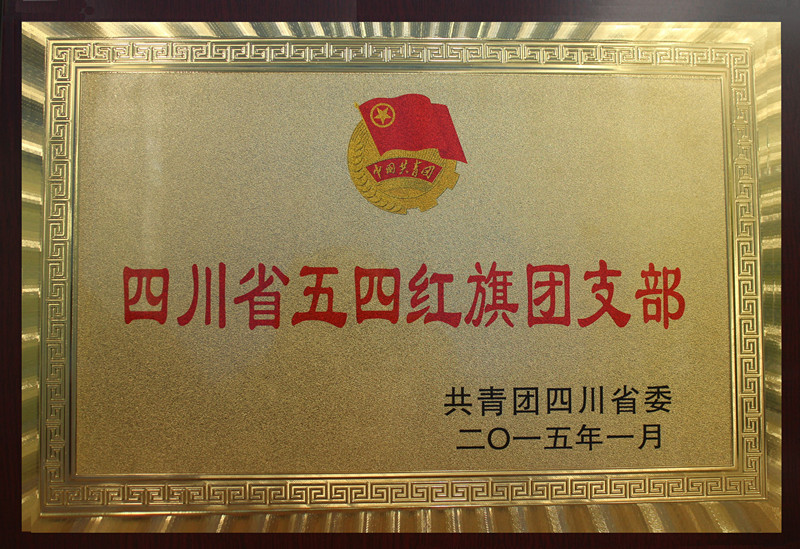 中国共青团
四川省五四红旗团支部
共青团四川省委
二〇一五年一月